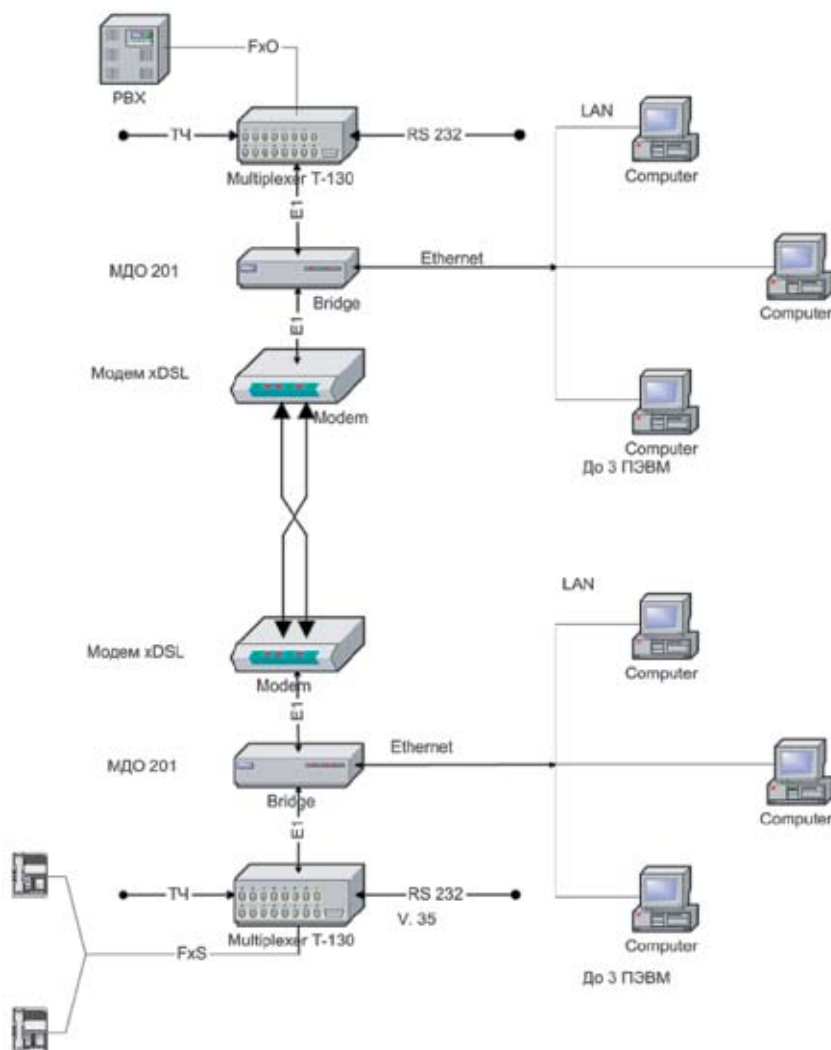 FxO
PBX
ТЧ
RS 232
LAN
Multiplexer T-130
Computer
E1
МДО 201
Ethernet
Bridge
Computer
E1
Модем xDSL
Modem
Computer
До 3 ПЭВМ
LAN
Модем xDSL
Modem
Computer
E1
Ethernet
МДО 201
Bridge
Computer
E1
ТЧ
RS 232
V. 35
Multiplexer T-130
Computer
FxS
До 3 ПЭВМ